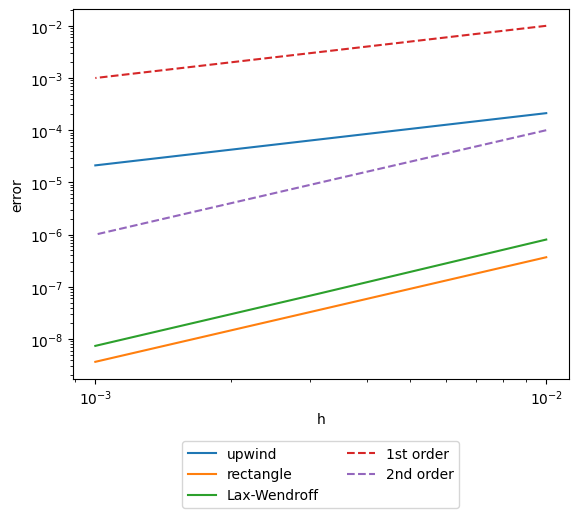 10⁻²
10⁻³
10⁻⁴
10⁻⁵
10⁻⁶
10⁻⁷
10⁻⁸
error
10⁻³
10⁻²
h
upwind
rectangle
Lax-Wendroff
1st order
2nd order